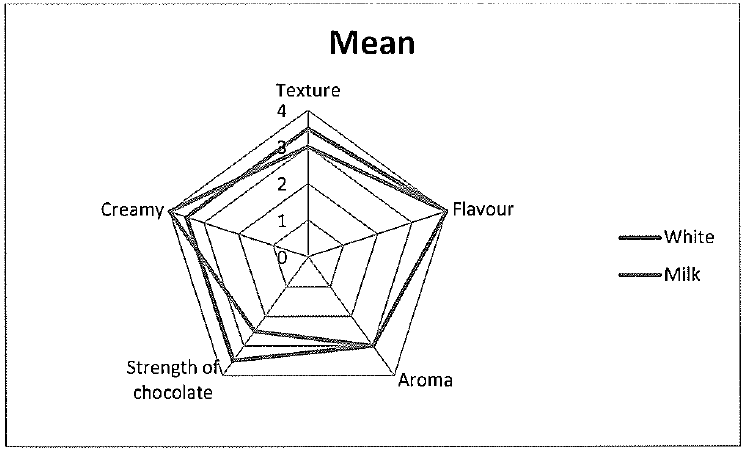 Mean
Texture
4
3
2
1
0
Creamy
Flavour
White
Milk
Strength of
chocolate
Aroma